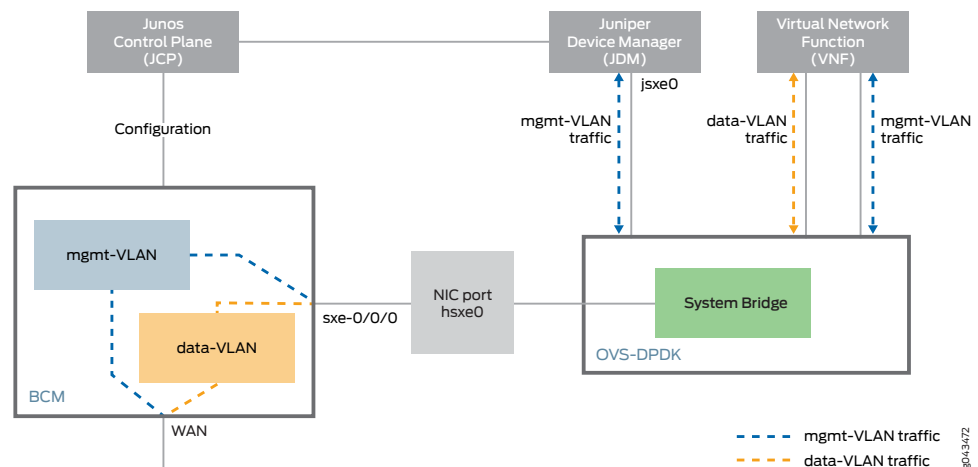 Junos
Control Plane
(JCP)
Juniper
Device Manager
(JDM)
Virtual Network
Function
(VNF)
jsxe0
Configuration
mgmt-VLAN
traffic
data-VLAN
traffic
mgmt-VLAN
traffic
mgmt-VLAN
data-VLAN
BCM
sxe-0/0/0
NIC port
hsxe0
System Bridge
OVS-DPDK
WAN
mgmt-VLAN traffic
data-VLAN traffic
g043472